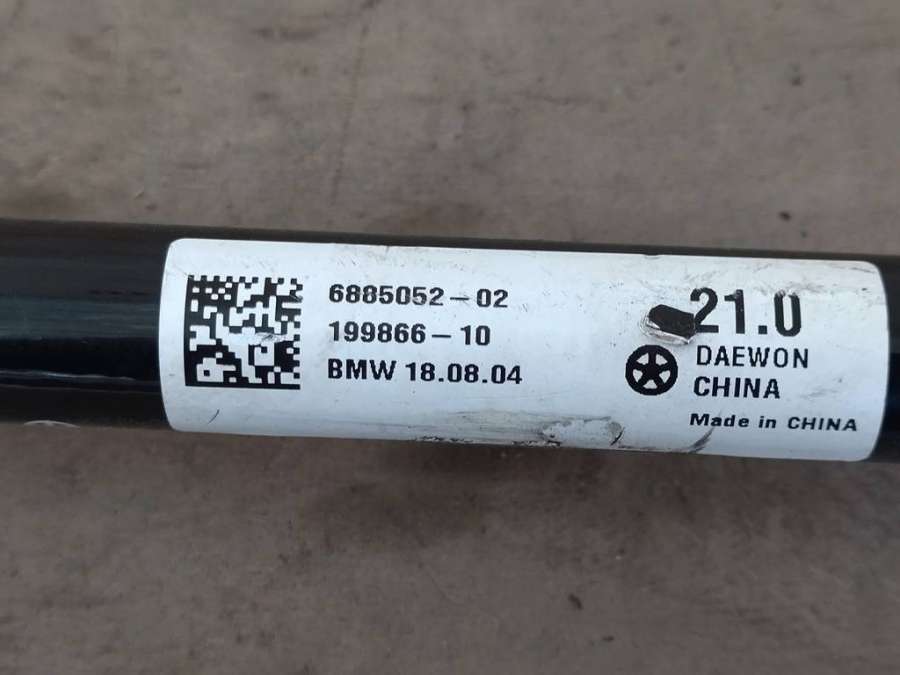 6885052-02
199866-10
BMW 18.08.04
21.0
DAEWON
CHINA
Made in CHINA